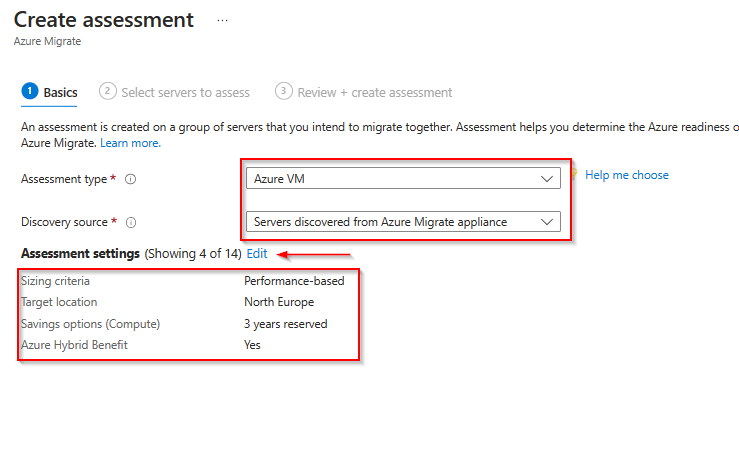 Create assessment ...
Azure Migrate
1 Basics 2 Select servers to assess 3 Review + create assessment
An assessment is created on a group of servers that you intend to migrate together. Assessment helps you determine the Azure readiness o
Azure Migrate. Learn more.
Assessment type * Azure VM Help me choose
Discovery source * Servers discovered from Azure Migrate appliance
Assessment settings (Showing 4 of 14) Edit
Sizing criteria Performance-based
Target location North Europe
Savings options (Compute) 3 years reserved
Azure Hybrid Benefit Yes